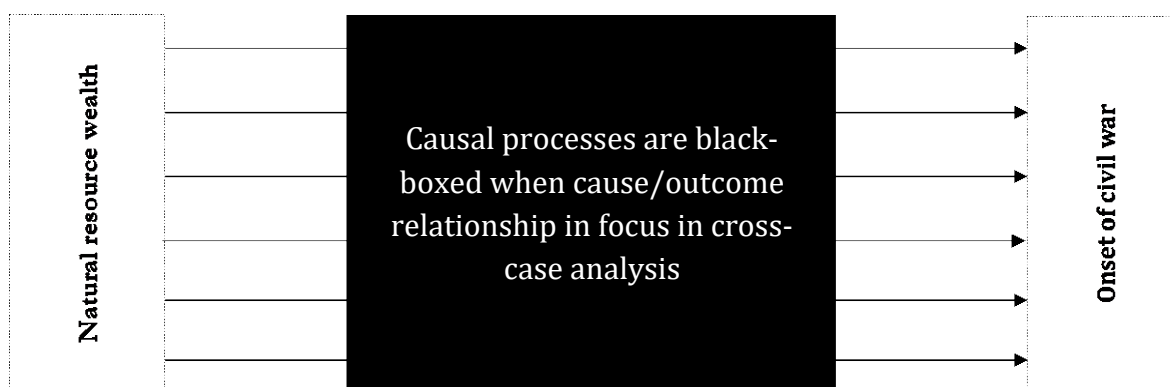 Natural resource wealth
Causal processes are black-
boxed when cause/outcome
relationship in focus in cross-
case analysis
Onset of civil war